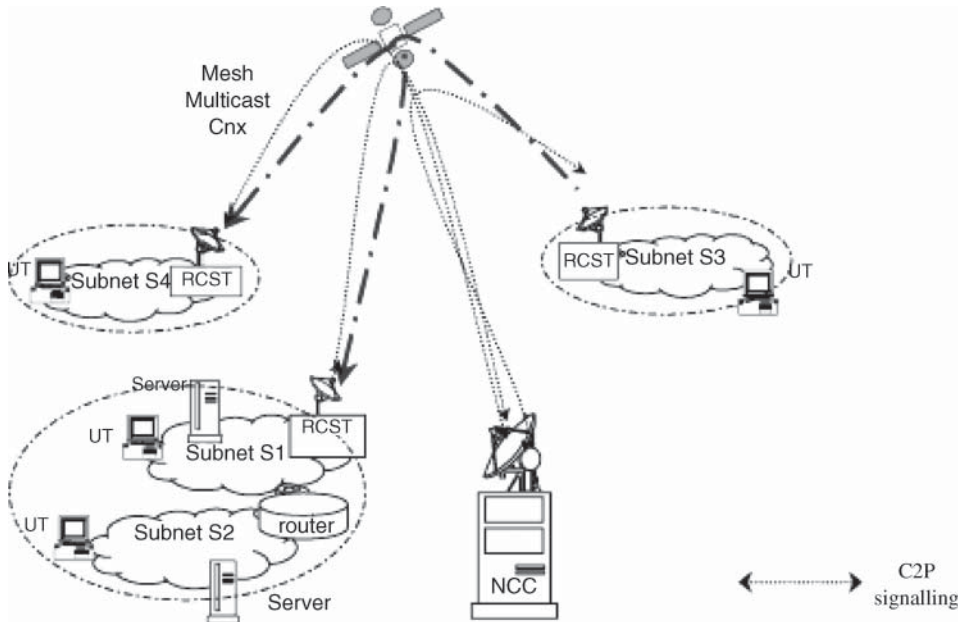 Mesh
Multicast
Cnx
UT
Subnet S4
RCST
RCST
Subnet S3
UT
Server
RCST
UT
Subnet S1
router
UT
Subnet S2
Server
NCC
C2P
signalling